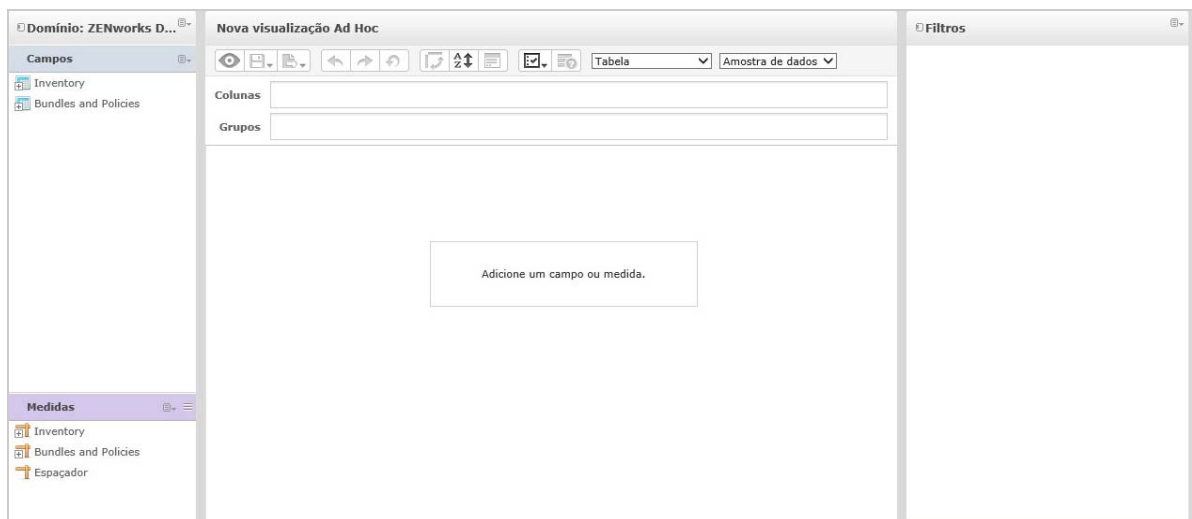 Domínio: ZENworks D...
Campos
Inventory
Bundles and Policies
Medidas
Inventory
Bundles and Policies
Espaçador
Nova visualização Ad Hoc
Tabela
Amostra de dados
Colunas
Grupos
Adicione um campo ou medida.
Filtros